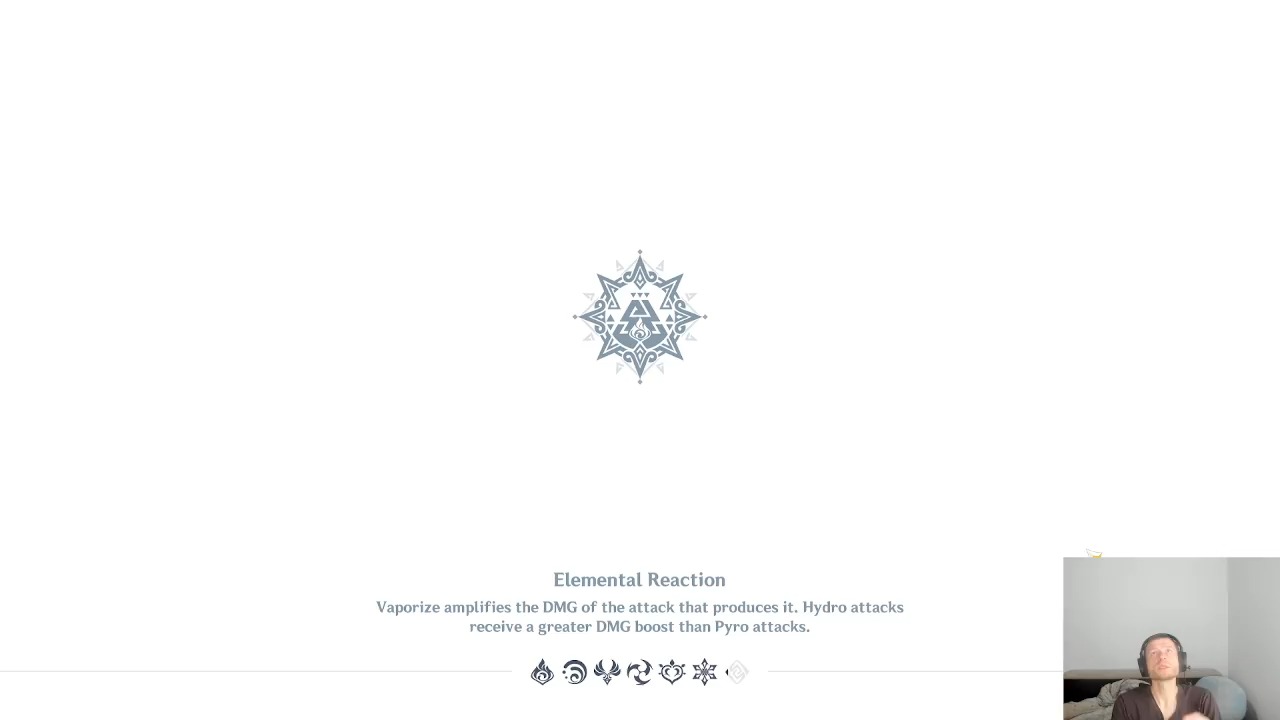 Elemental Reaction
Vaporize amplifies the DMG of the attack that produces it. Hydro attacks
receive a greater DMG boost than Pyro attacks.